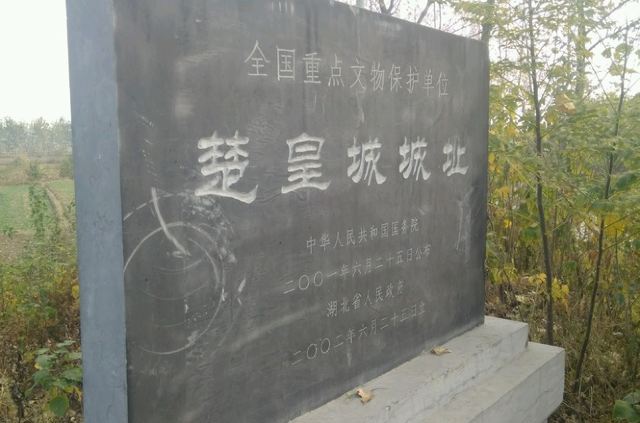 全国重点文物保护单位
楚皇城城址
中华人民共和国国务院
二〇〇一年六月二十五日公布
湖北省人民政府
二〇〇二年六月二十五日立